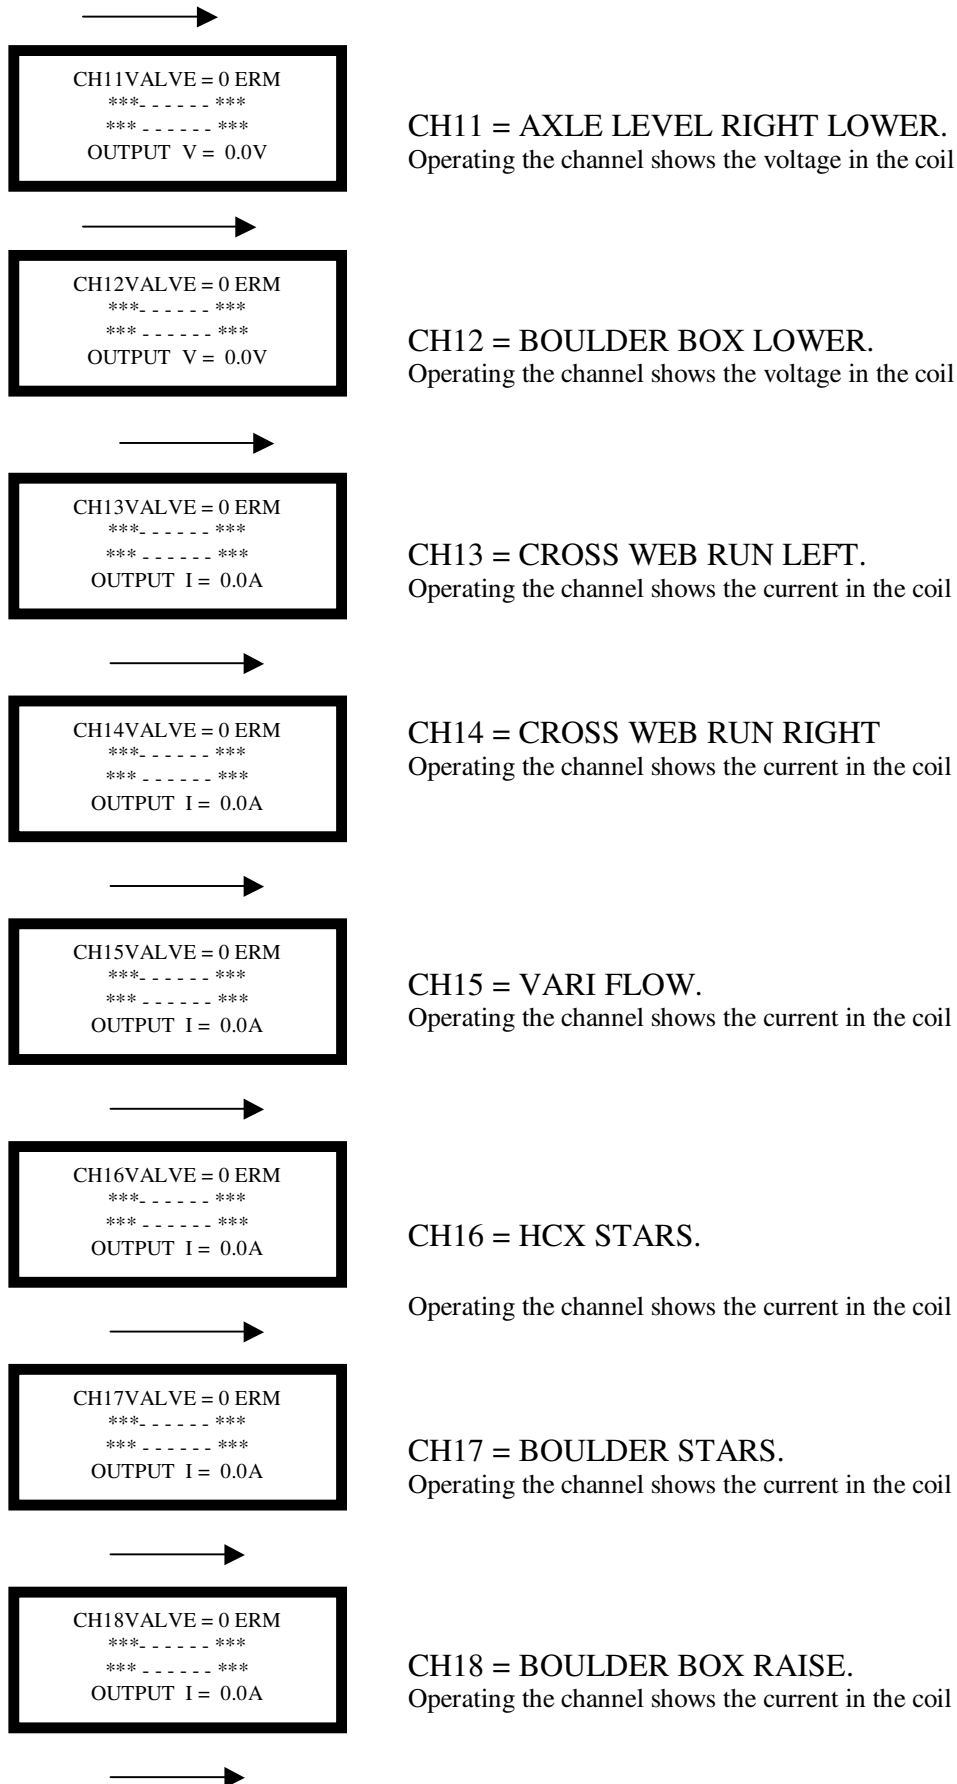 CH11VALVE = 0 ERM
***- - - - - - ***
*** - - - - - - ***
OUTPUT V = 0.0V
CH11 = AXLE LEVEL RIGHT LOWER.
Operating the channel shows the voltage in the coil
CH12VALVE = 0 ERM
***- - - - - - ***
*** - - - - - - ***
OUTPUT V = 0.0V
CH12 = BOULDER BOX LOWER.
Operating the channel shows the voltage in the coil
CH13VALVE = 0 ERM
***- - - - - - ***
*** - - - - - - ***
OUTPUT I = 0.0A
CH13 = CROSS WEB RUN LEFT.
Operating the channel shows the current in the coil
CH14VALVE = 0 ERM
***- - - - - - ***
*** - - - - - - ***
OUTPUT I = 0.0A
CH14 = CROSS WEB RUN RIGHT
Operating the channel shows the current in the coil
CH15VALVE = 0 ERM
***- - - - - - ***
*** - - - - - - ***
OUTPUT I = 0.0A
CH15 = VARI FLOW.
Operating the channel shows the current in the coil
CH16VALVE = 0 ERM
***- - - - - - ***
*** - - - - - - ***
OUTPUT I = 0.0A
CH16 = HCX STARS.
Operating the channel shows the current in the coil
CH17VALVE = 0 ERM
***- - - - - - ***
*** - - - - - - ***
OUTPUT I = 0.0A
CH17 = BOULDER STARS.
Operating the channel shows the current in the coil
CH18VALVE = 0 ERM
***- - - - - - ***
*** - - - - - - ***
OUTPUT I = 0.0A
CH18 = BOULDER BOX RAISE.
Operating the channel shows the current in the coil